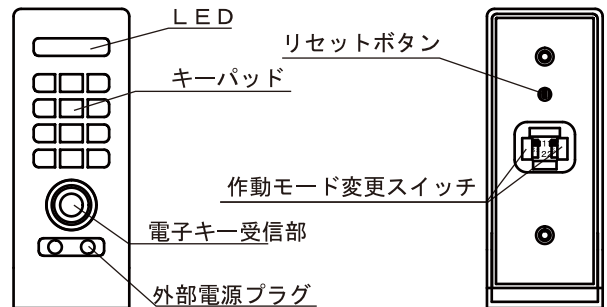 LED
リセットボタン
キーパッド
作動モード変更スイッチ
電子キー受信部
外部電源プラグ